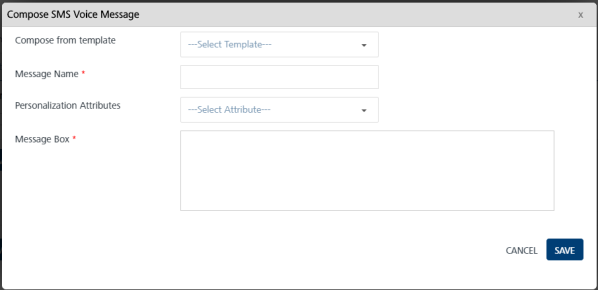 Compose SMS Voice Message x
Compose from template ---Select Template---
Message Name *
Personalization Attributes ---Select Attribute---
Message Box *
CANCEL SAVE